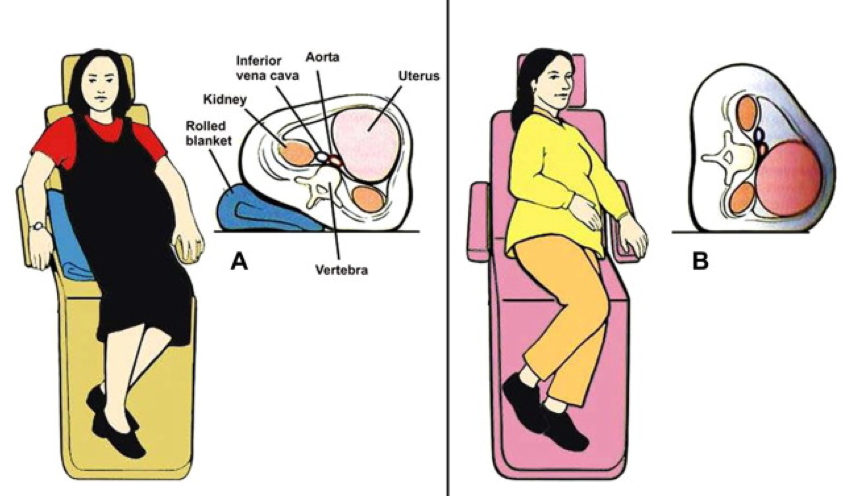 Inferior
vena cava
Aorta
Uterus
Kidney
Rolled
blanket
A
Vertebra
B